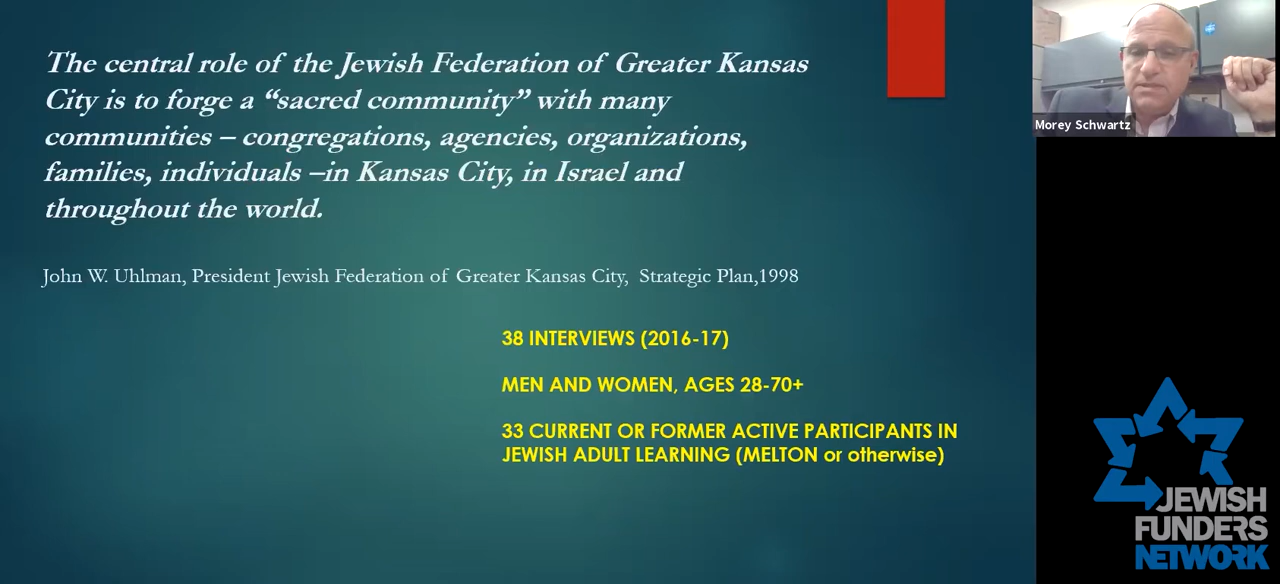 The central role of the Jewish Federation of Greater Kansas
City is to forge a “sacred community” with many
communities – congregations, agencies, organizations,
families, individuals –in Kansas City, in Israel and
throughout the world.
John W. Uhlman, President Jewish Federation of Greater Kansas City, Strategic Plan,1998
38 INTERVIEWS (2016-17)
MEN AND WOMEN, AGES 28-70+
33 CURRENT OR FORMER ACTIVE PARTICIPANTS IN
JEWISH ADULT LEARNING (MELTON or otherwise)
Morey Schwartz
JEWISH
FUNDERS
NETWORK